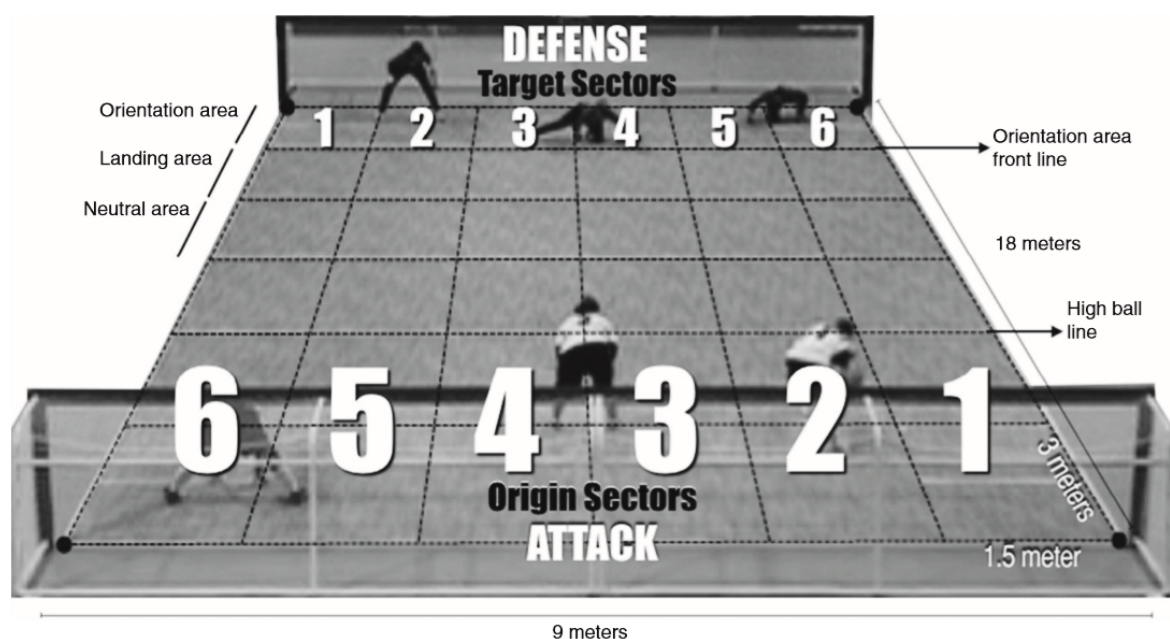 DEFENSE
Target Sectors
Orientation area
Landing area
Neutral area
1 2 3 4 5 6
Orientation area
front line
18 meters
High ball
line
6 5 4 3 2 1
3 meters
Origin Sectors
ATTACK
1.5 meter
9 meters